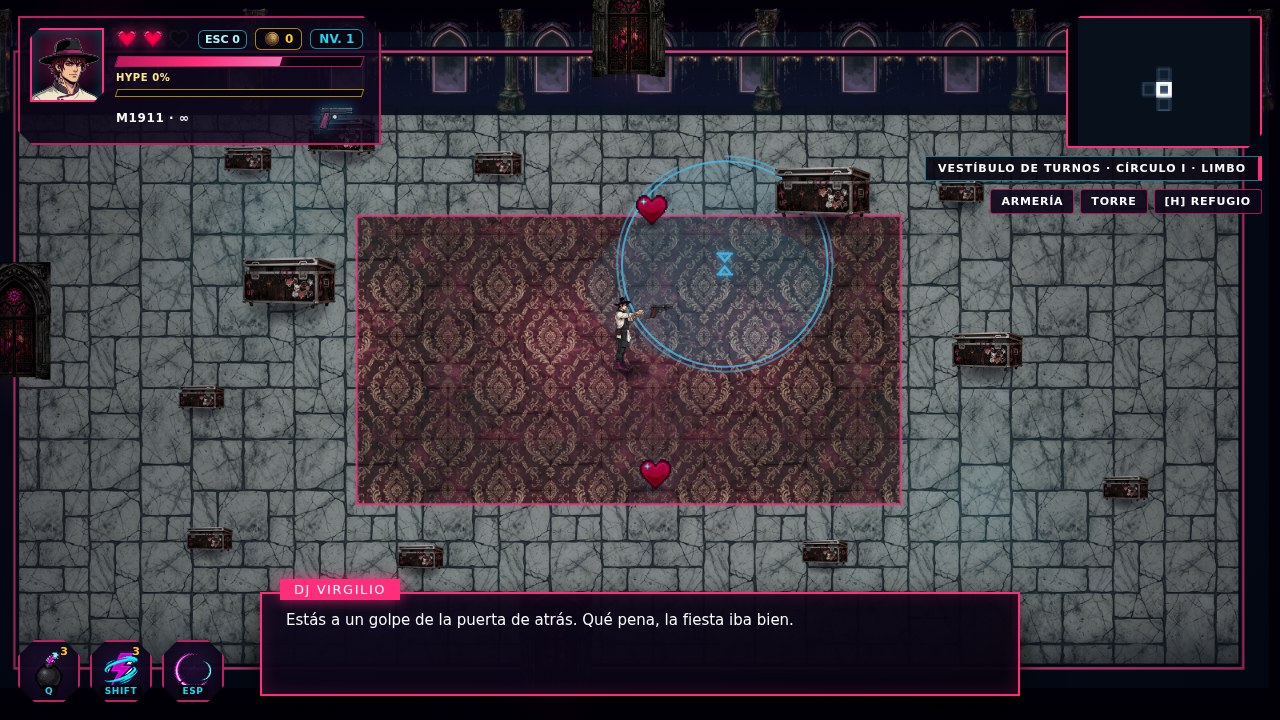 ESC 0
0
NV. 1
HYPE 0%
M1911 · ∞
VESTÍBULO DE TURNOS · CÍRCULO I · LIMBO
ARMERÍA
TORRE
[H] REFUGIO
DJ VIRGILIO
Estás a un golpe de la puerta de atrás. Qué pena, la fiesta iba bien.
3
Q
3
SHIFT
ESP